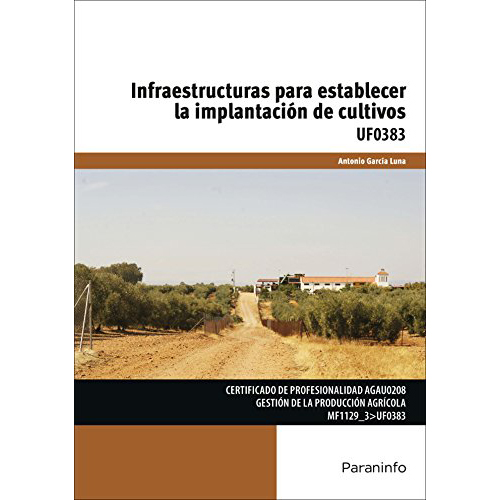 Infraestructuras para establecer
la implantación de cultivos
UF0383
Antonio García Luna
CERTIFICADO DE PROFESIONALIDAD AGAU0208
GESTIÓN DE LA PRODUCCIÓN AGRÍCOLA
MF1129_3>UF0383
Paraninfo